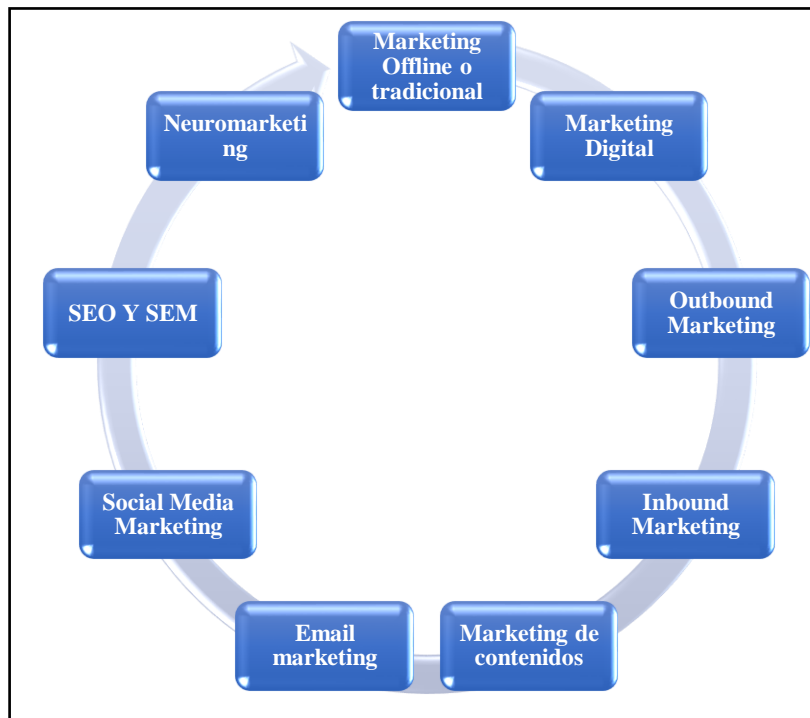 Marketing
Offline o
tradicional
Marketing
Digital
Outbound
Marketing
Inbound
Marketing
Marketing de
contenidos
Email
marketing
Social Media
Marketing
SEO Y SEM
Neuromarketi
ng